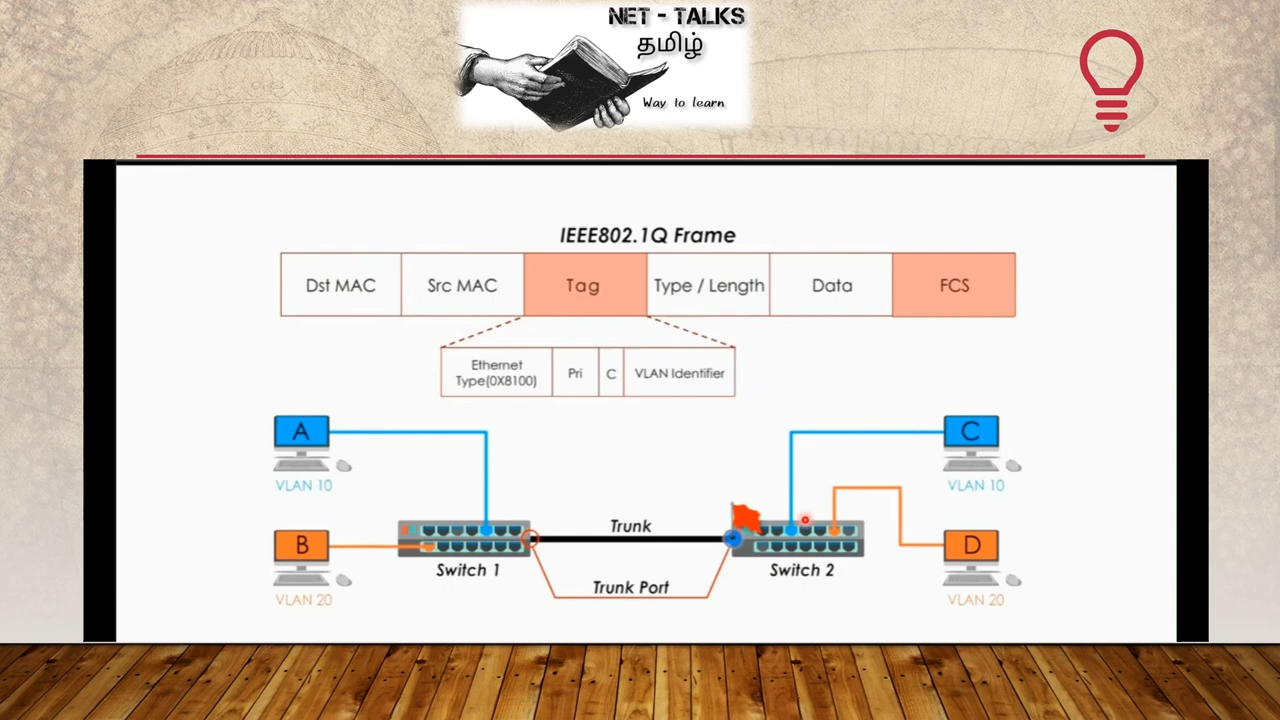 NET - TALKS
தமிழ்
Way to learn
IEEE802.1Q Frame
Dst MAC Src MAC Tag Type / Length Data FCS
Ethernet
Type(0X8100) Pri C VLAN Identifier
A C
VLAN 10 VLAN 10
Trunk
B D
Switch 1 Switch 2
Trunk Port
VLAN 20 VLAN 20